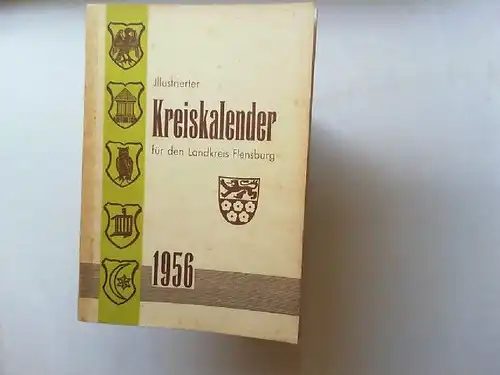 Jllustrierter
Kreiskalender
für den Landkreis Flensburg
1956